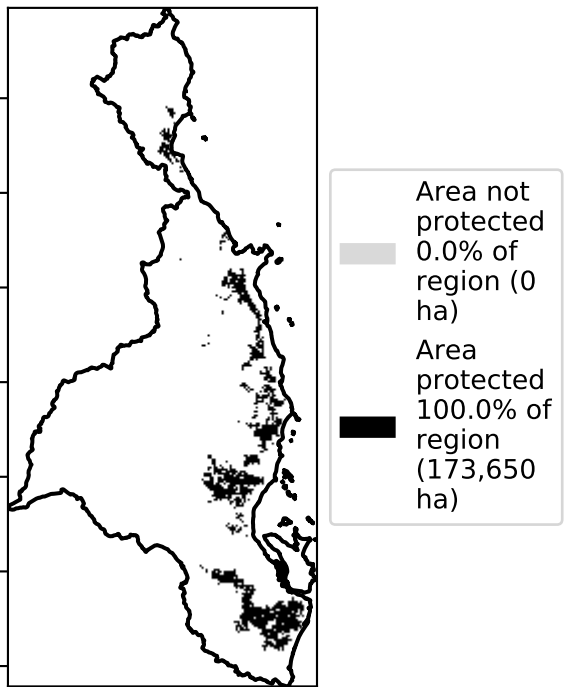 Area not
protected
0.0% of
region (0
ha)
Area
protected
100.0% of
region
(173,650
ha)